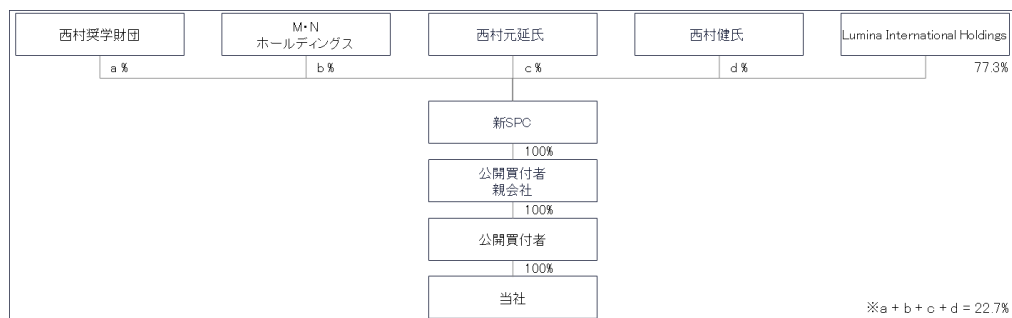 西村奨学財団
M・N
ホールディングス
西村元延氏
西村健氏
Lumina International Holdings
a %
b %
c %
d %
77.3%
新SPC
100%
公開買付者
親会社
100%
公開買付者
100%
当社
※a + b + c + d = 22.7%